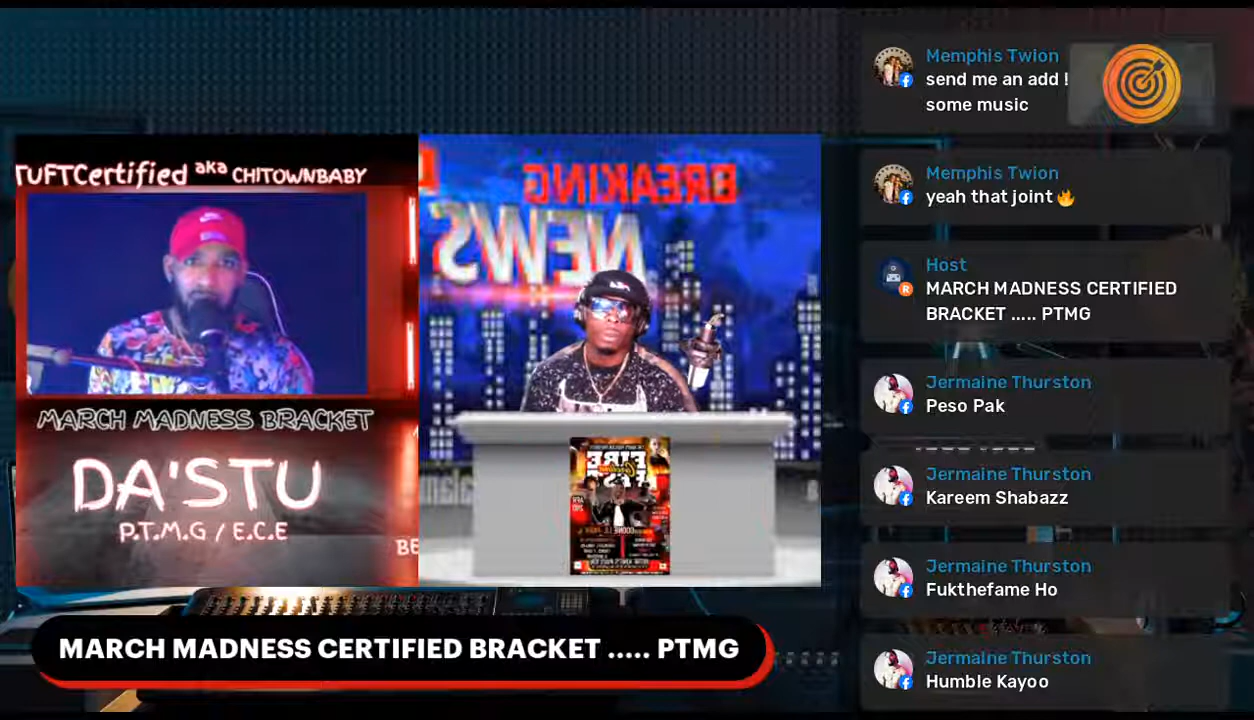 TUFTCertified aka CHITOWNBABY
MARCH MADNESS BRACKET
DA'STU
P.T.M.G / E.C.E
BE
BREAKING
NEWS
FIRE
MARCH MADNESS CERTIFIED BRACKET ..... PTMG
Memphis Twion
send me an add !
some music
Memphis Twion
yeah that joint 🔥
Host
MARCH MADNESS CERTIFIED
BRACKET ..... PTMG
Jermaine Thurston
Peso Pak
Jermaine Thurston
Kareem Shabazz
Jermaine Thurston
Fukthefame Ho
Jermaine Thurston
Humble Kayoo